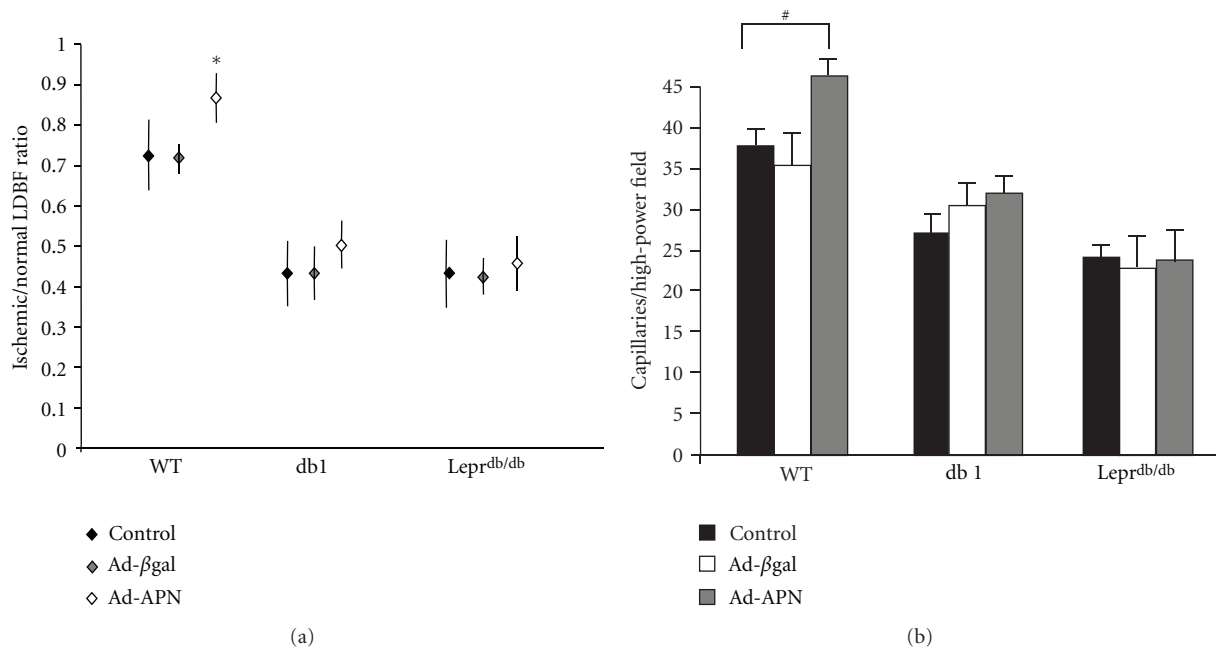 1
0.9
0.8
0.7
0.6
0.5
0.4
0.3
0.2
0.1
0
Ischemic/normal LDBF ratio
*
WT db1 Lepr^db/db
Control
Ad-βgal
Ad-APN
(a)
#
45
40
35
30
25
20
15
10
5
0
Capillaries/high-power field
WT db 1 Lepr^db/db
Control
Ad-βgal
Ad-APN
(b)